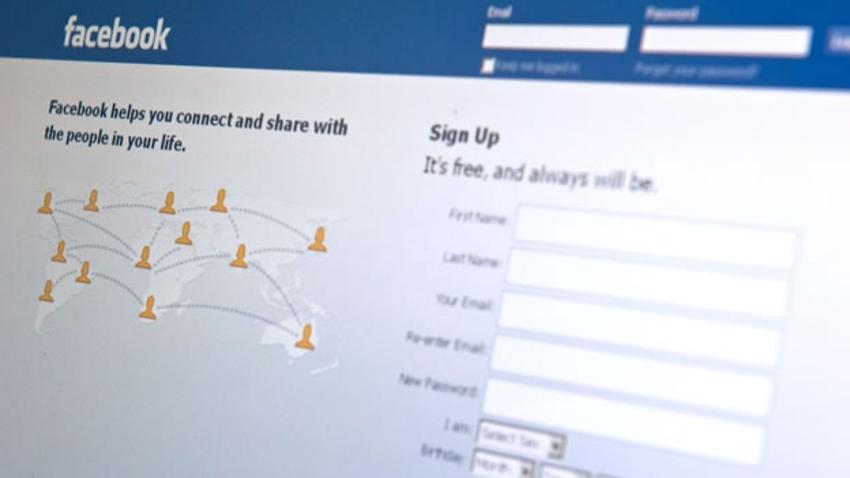 facebook
Email
Password
Keep me logged in
Forgot your password?
Facebook helps you connect and share with
the people in your life.
Sign Up
It's free, and always will be.
First Name:
Last Name:
Your Email:
Re-enter Email:
New Password:
I am: Select Sex:
Birthday: Month: